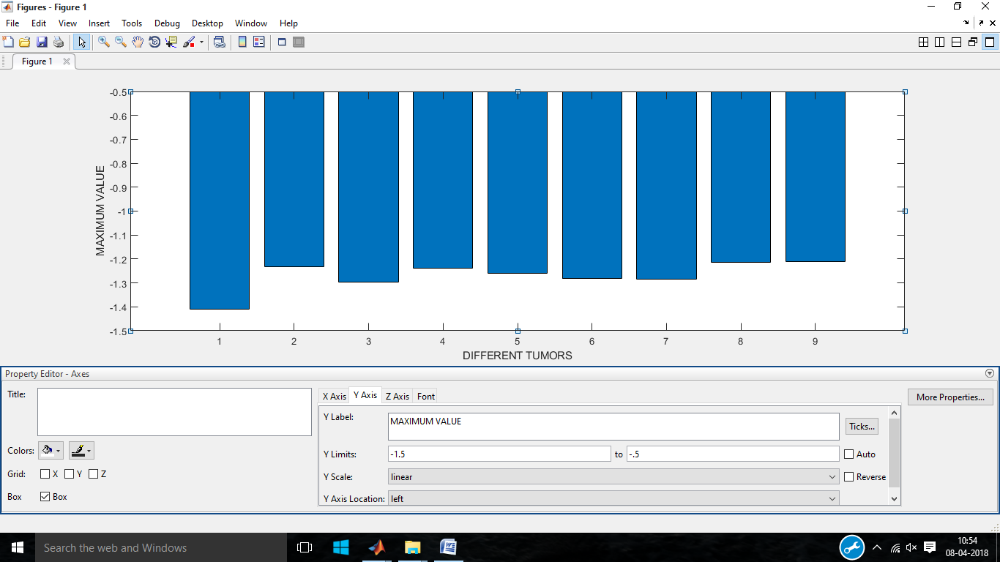 Figures - Figure 1
File Edit View Insert Tools Debug Desktop Window Help
Figure 1
-0.5
-0.6
-0.7
-0.8
-0.9
-1
-1.1
-1.2
-1.3
-1.4
-1.5
MAXIMUM VALUE
1 2 3 4 5 6 7 8 9
DIFFERENT TUMORS
Property Editor - Axes
Title:
Colors:
Grid: X Y Z
Box Box
X Axis Y Axis Z Axis Font
Y Label: MAXIMUM VALUE Ticks...
Y Limits: -1.5 to -.5 Auto
Y Scale: linear Reverse
Y Axis Location: left
More Properties...
Search the web and Windows
10:54
08-04-2018